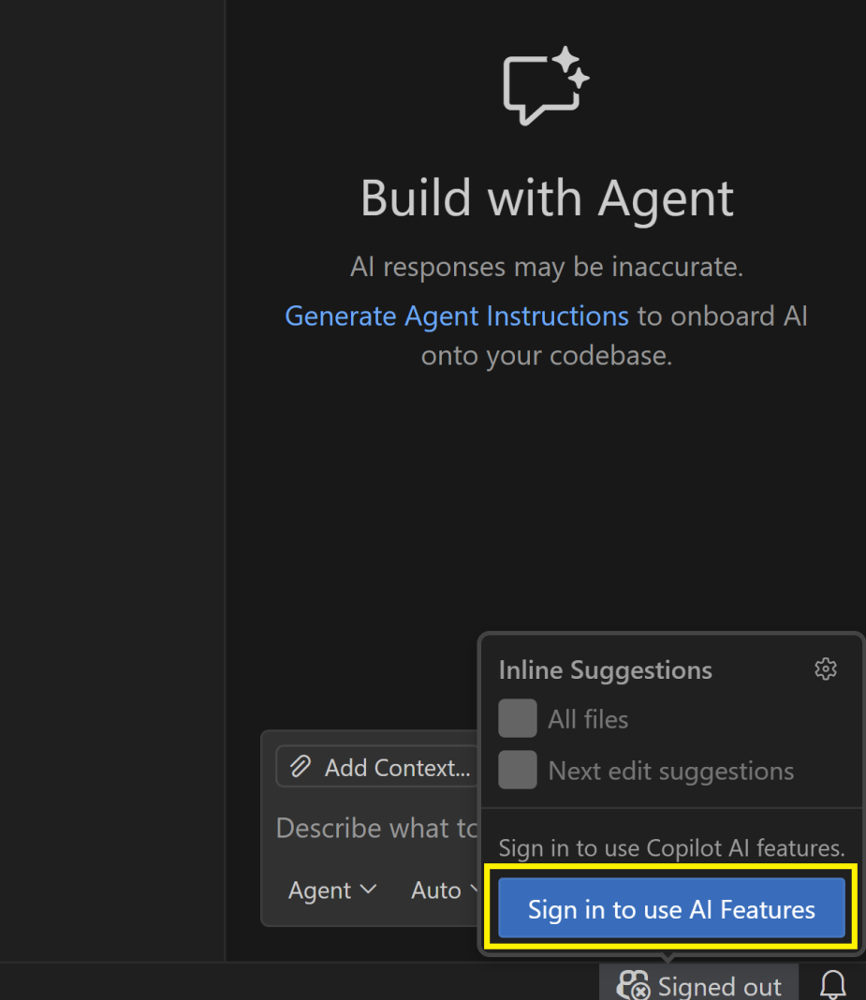 Build with Agent
AI responses may be inaccurate.
Generate Agent Instructions to onboard AI
onto your codebase.
Inline Suggestions
All files
Next edit suggestions
Add Context...
Describe what to
Agent
Auto
Sign in to use Copilot AI features.
Sign in to use AI Features
Signed out